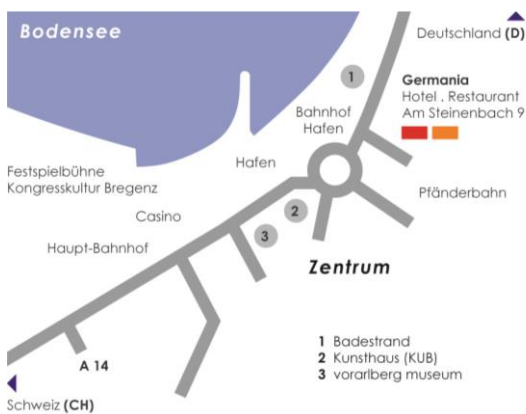 Bodensee
Deutschland (D)
1
Germania
Hotel . Restaurant
Am Steinenbach 9
Bahnhof
Hafen
Hafen
Festspielbühne
Kongresskultur Bregenz
Pfänderbahn
Casino
2
3
Haupt-Bahnhof
Zentrum
1 Badestrand
2 Kunsthaus (KUB)
3 vorarlberg museum
A 14
Schweiz (CH)